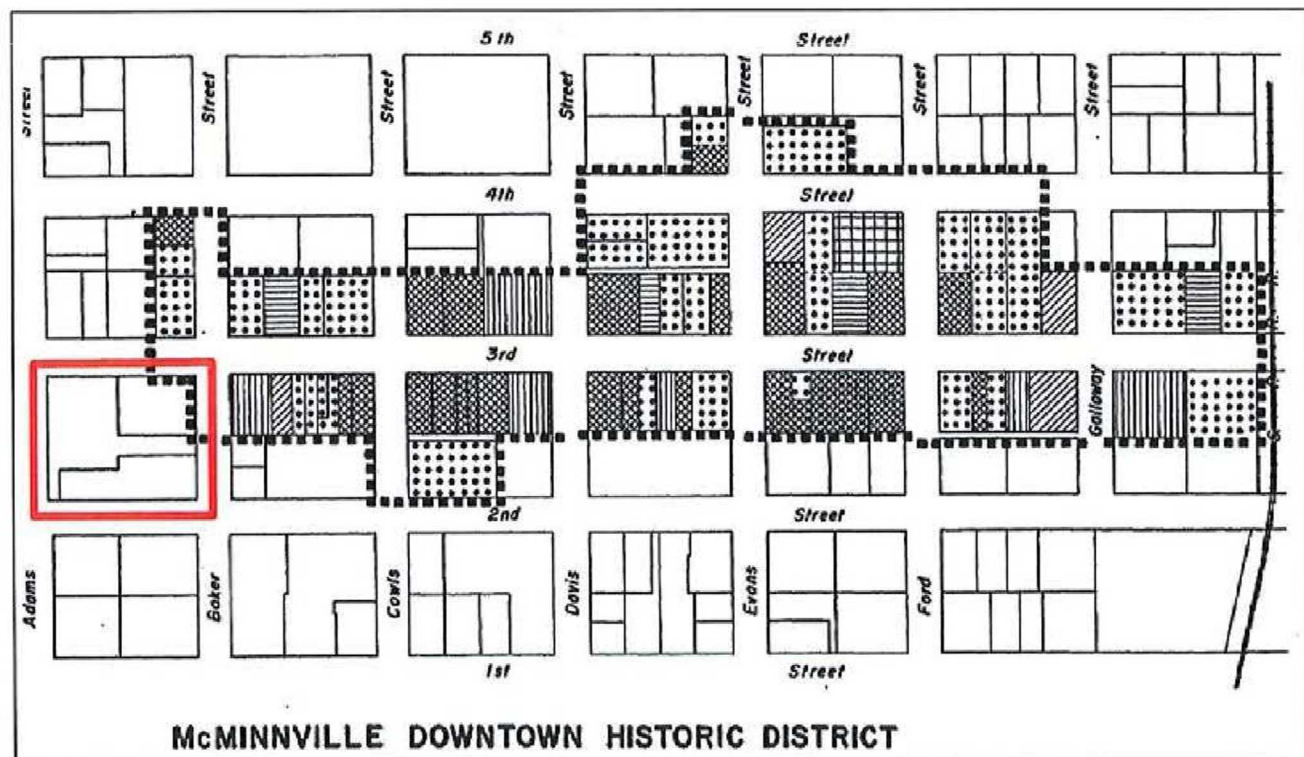 5th Street
Street
Street
Street
Street
Street
Street
4th Street
3rd Street
Galloway
2nd Street
Adams
Baker
Cowls
Davis
Evans
Ford
1st Street
McMINNVILLE DOWNTOWN HISTORIC DISTRICT